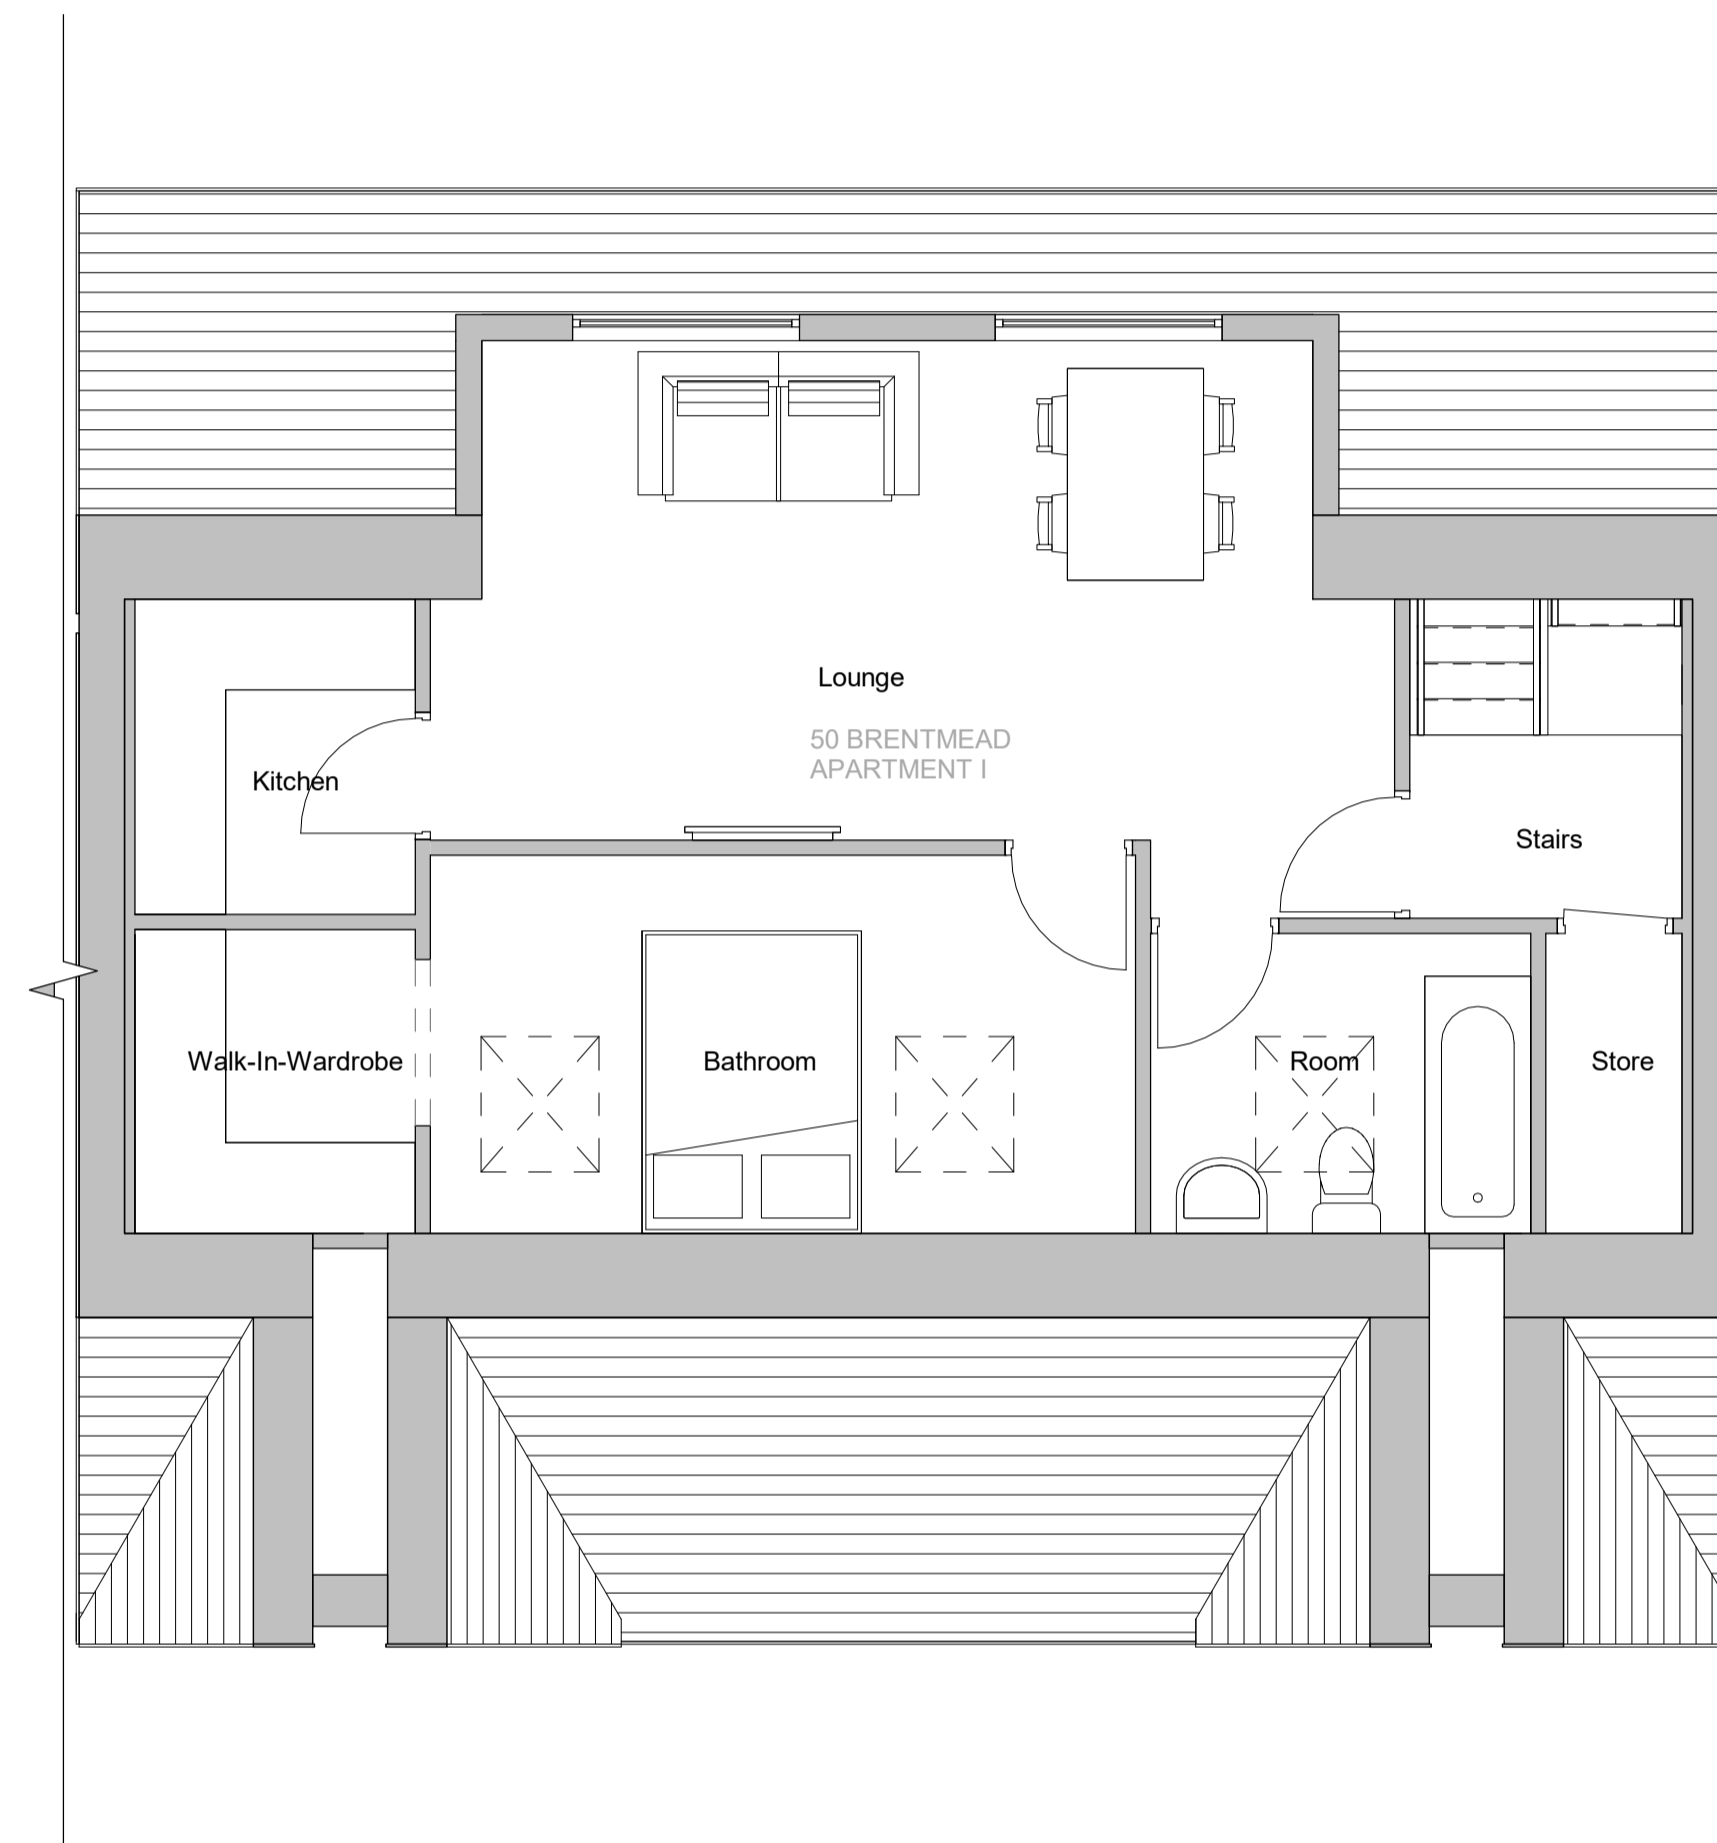 Lounge
50 BRENTMEAD
APARTMENT I
Kitchen
Stairs
Walk-In-Wardrobe
Bathroom
Room
Store